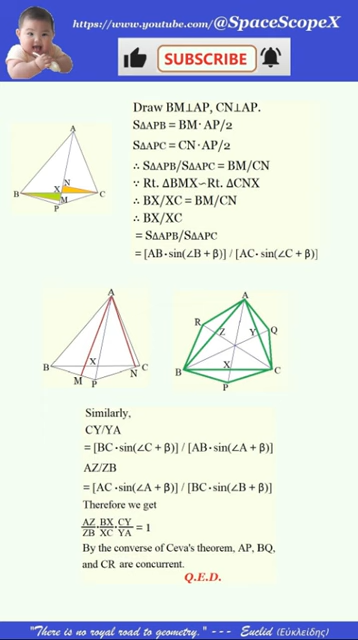 https://www.youtube.com/@SpaceScopeX
SUBSCRIBE
Draw BM⊥AP, CN⊥AP.
S∆APB = BM· AP/2
S∆APC = CN ·AP/2
∴ S∆APB/S∆APC = BM/CN
∵ Rt. ∆BMX∽Rt. ∆CNX
∴ BX/XC = BM/CN
∴ BX/XC
= S∆APB/S∆APC
= [AB·sin(∠B + β)] / [AC· sin(∠C + β)]
A
B
X
N
M
C
P
A
B
X
C
M
P
N
A
R
Z
Y
Q
X
B
C
P
Similarly,
CY/YA
= [BC ·sin(∠C + β)] / [AB·sin(∠A + β)]
AZ/ZB
= [AC ·sin(∠A + β)] / [BC·sin(∠B + β)]
Therefore we get
AZ/ZB · BX/XC · CY/YA = 1
By the converse of Ceva's theorem, AP, BQ,
and CR are concurrent.
Q.E.D.
"There is no royal road to geometry." --- Euclid (Εὐκλείδης)